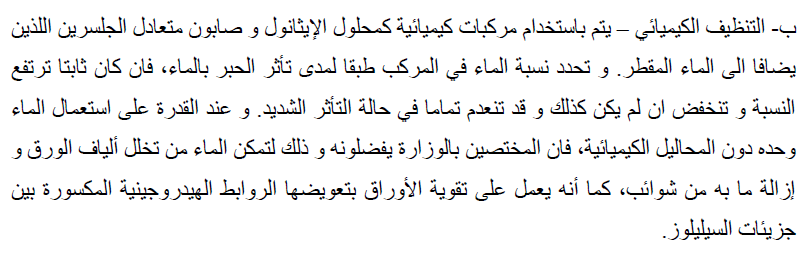 ب- التنظيف الكيميائي – يتم باستخدام مركبات كيميائية كمحلول الإيثانول و صابون متعادل الجلسرين اللذين
يضافا الى الماء المقطر. و تحدد نسبة الماء في المركب طبقا لمدى تأثر الحبر بالماء، فان كان ثابتا ترتفع
النسبة و تنخفض ان لم يكن كذلك و قد تنعدم تماما في حالة التأثر الشديد. و عند القدرة على استعمال الماء
وحده دون المحاليل الكيميائية، فان المختصين بالوزارة يفضلونه و ذلك لتمكن الماء من تخلل ألياف الورق و
إزالة ما به من شوائب، كما أنه يعمل على تقوية الأوراق بتعويضها الروابط الهيدروجينية المكسورة بين
جزيئات السيليلوز.